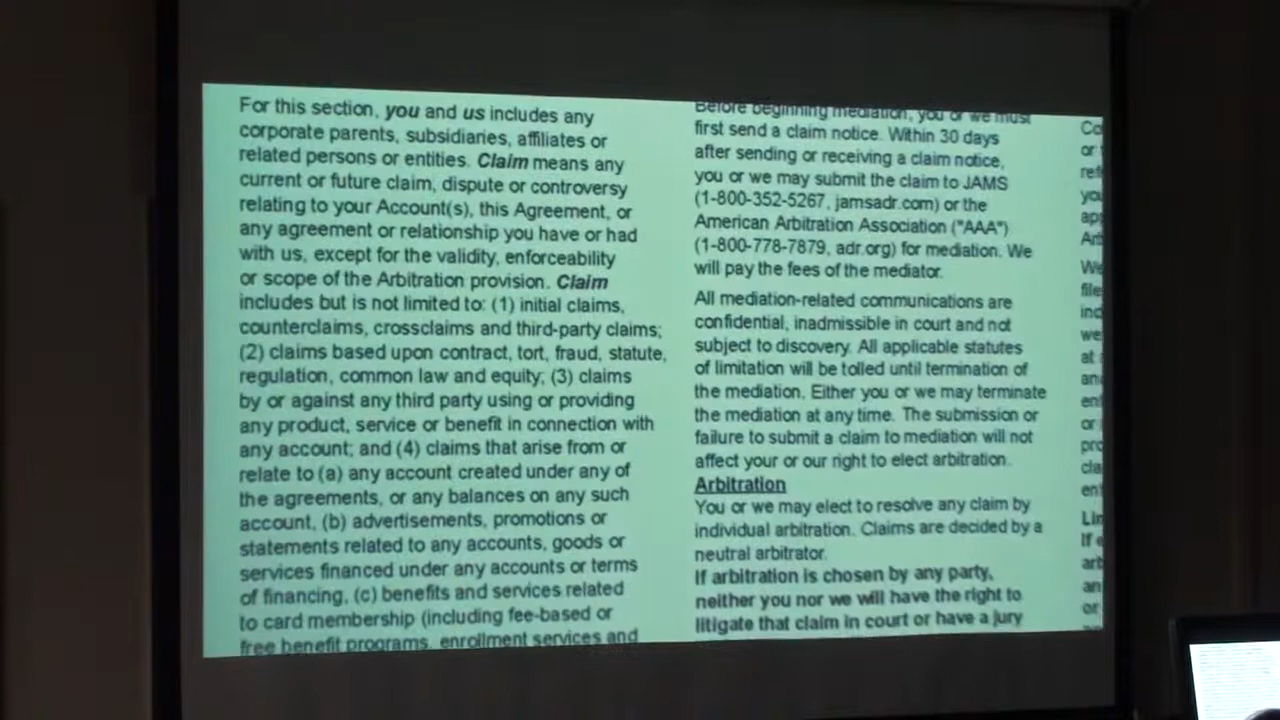 For this section, you and us includes any
corporate parents, subsidiaries, affiliates or
related persons or entities. Claim means any
current or future claim, dispute or controversy
relating to your Account(s), this Agreement, or
any agreement or relationship you have or had
with us, except for the validity, enforceability
or scope of the Arbitration provision. Claim
includes but is not limited to: (1) initial claims,
counterclaims, crossclaims and third-party claims;
(2) claims based upon contract, tort, fraud, statute,
regulation, common law and equity; (3) claims
by or against any third party using or providing
any product, service or benefit in connection with
any account; and (4) claims that arise from or
relate to (a) any account created under any of
the agreements, or any balances on any such
account, (b) advertisements, promotions or
statements related to any accounts, goods or
services financed under any accounts or terms
of financing, (c) benefits and services related
to card membership (including fee-based or
free benefit programs, enrollment services and
Before beginning mediation, you or we must
first send a claim notice. Within 30 days
after sending or receiving a claim notice,
you or we may submit the claim to JAMS
(1-800-352-5267, jamsadr.com) or the
American Arbitration Association ("AAA")
(1-800-778-7879, adr.org) for mediation. We
will pay the fees of the mediator.
All mediation-related communications are
confidential, inadmissible in court and not
subject to discovery. All applicable statutes
of limitation will be tolled until termination of
the mediation. Either you or we may terminate
the mediation at any time. The submission or
failure to submit a claim to mediation will not
affect your or our right to elect arbitration.
Arbitration
You or we may elect to resolve any claim by
individual arbitration. Claims are decided by a
neutral arbitrator.
If arbitration is chosen by any party,
neither you nor we will have the right to
litigate that claim in court or have a jury